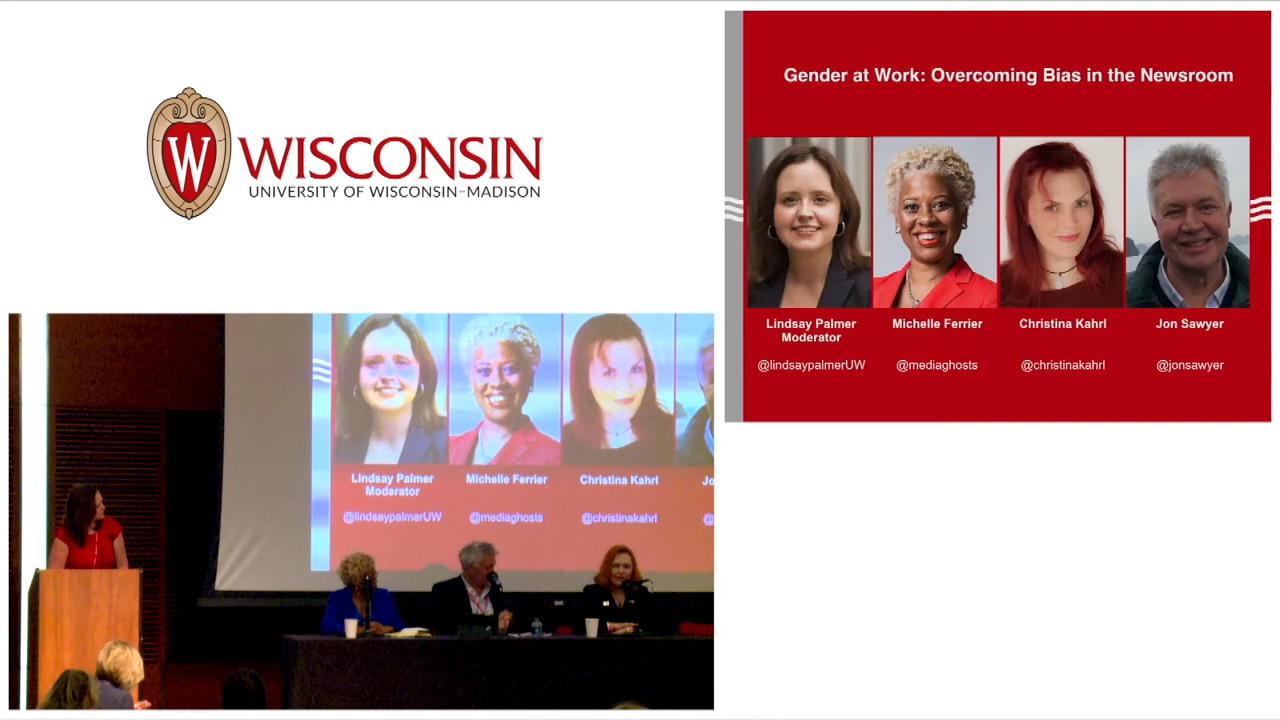 W
WISCONSIN
UNIVERSITY OF WISCONSIN–MADISON
Gender at Work: Overcoming Bias in the Newsroom
Lindsay Palmer
Moderator
@lindsaypalmerUW
Michelle Ferrier
@mediaghosts
Christina Kahrl
@christinakahrl
Jon Sawyer
@jonsawyer
Lindsay Palmer
Moderator
@lindsaypalmerUW
Michelle Ferrier
@mediaghosts
Christina Kahrl
@christinakahrl
Jo
@